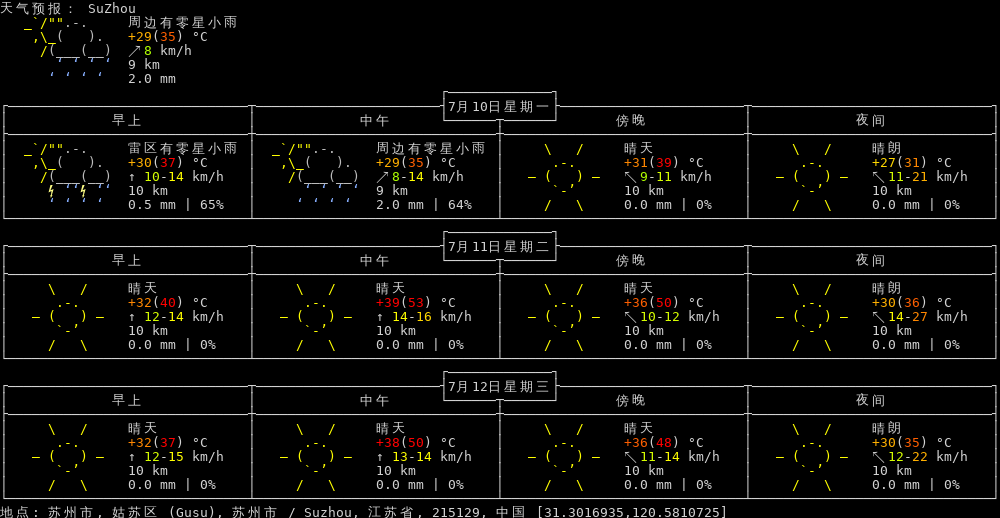 天气预报: SuZhou
周边有零星小雨
+29(35) °C
↗8 km/h
9 km
2.0 mm
7月10日星期一
早上 中午 傍晚 夜间
雷区有零星小雨 周边有零星小雨 晴天 晴朗
+30(37) °C +29(35) °C +31(39) °C +27(31) °C
↑ 10-14 km/h ↗8-14 km/h ↖9-11 km/h ↖11-21 km/h
10 km 9 km 10 km 10 km
0.5 mm | 65% 2.0 mm | 64% 0.0 mm | 0% 0.0 mm | 0%
7月11日星期二
早上 中午 傍晚 夜间
晴天 晴天 晴天 晴朗
+32(40) °C +39(53) °C +36(50) °C +30(36) °C
↑ 12-14 km/h ↑ 14-16 km/h ↖10-12 km/h ↖14-27 km/h
10 km 10 km 10 km 10 km
0.0 mm | 0% 0.0 mm | 0% 0.0 mm | 0% 0.0 mm | 0%
7月12日星期三
早上 中午 傍晚 夜间
晴天 晴天 晴天 晴朗
+32(37) °C +38(50) °C +36(48) °C +30(35) °C
↑ 12-15 km/h ↑ 13-14 km/h ↖11-14 km/h ↖12-22 km/h
10 km 10 km 10 km 10 km
0.0 mm | 0% 0.0 mm | 0% 0.0 mm | 0% 0.0 mm | 0%
地点: 苏州市, 姑苏区 (Gusu), 苏州市 / Suzhou, 江苏省, 215129, 中国 [31.3016935,120.5810725]